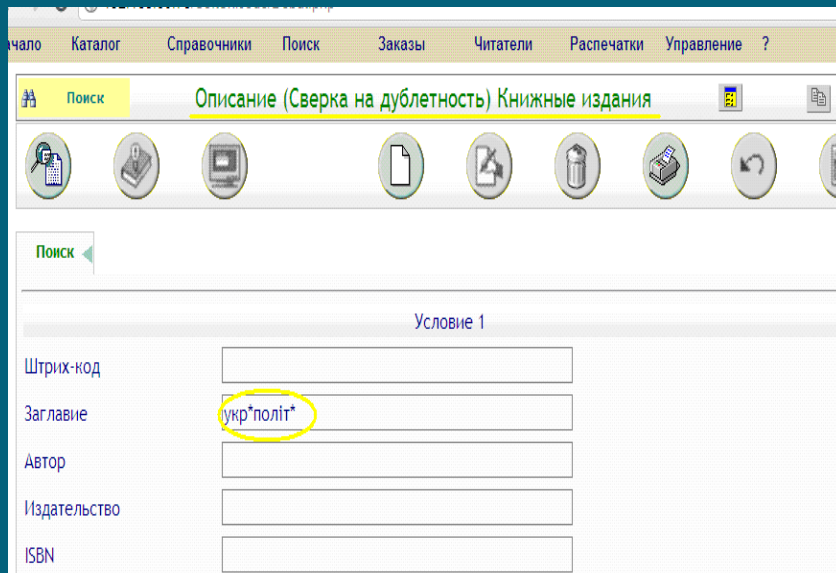 Каталог Справочники Поиск Заказы Читатели Распечатки Управление ?
Поиск Описание (Сверка на дублетность) Книжные издания
Поиск
Условие 1
Штрих-код
Заглавие укр*політ*
Автор
Издательство
ISBN